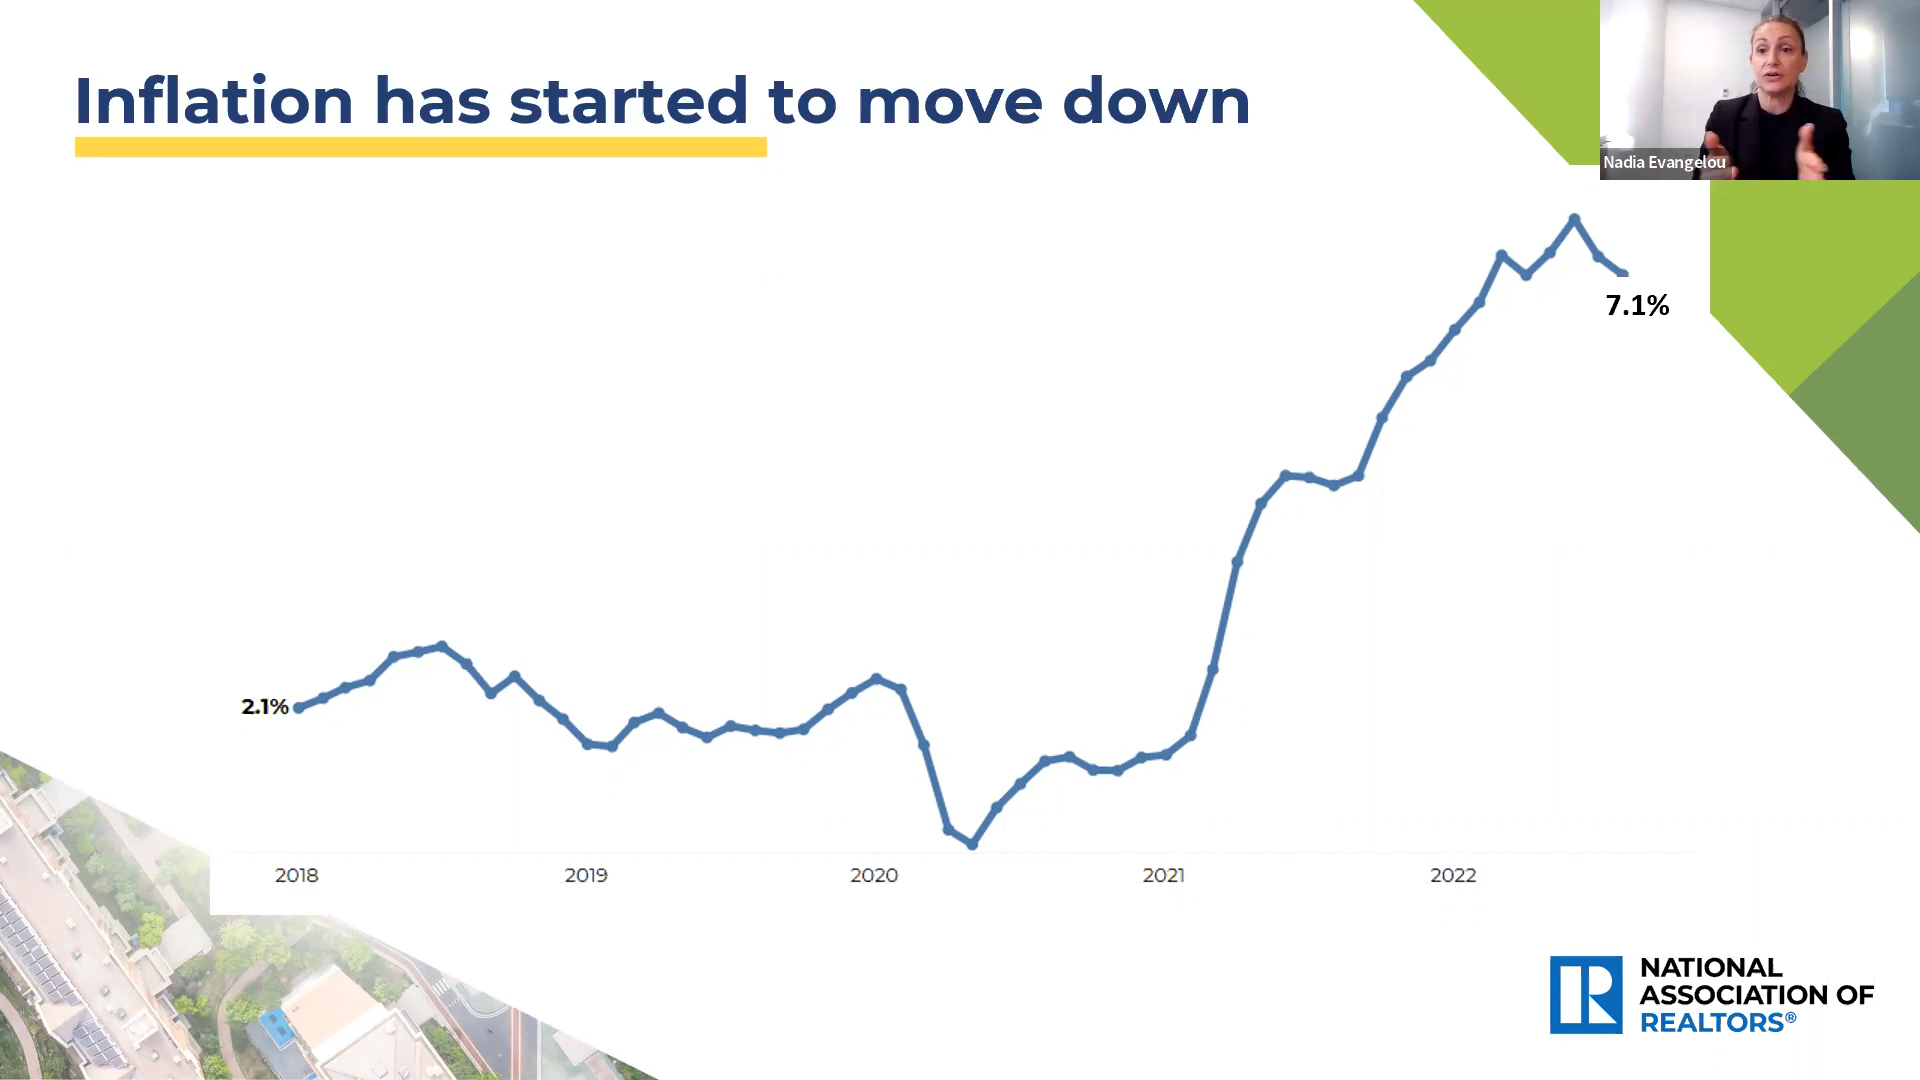 Inflation has started to move down
Nadia Evangelou
7.1%
2.1%
2018 2019 2020 2021 2022
NATIONAL
ASSOCIATION OF
REALTORS®